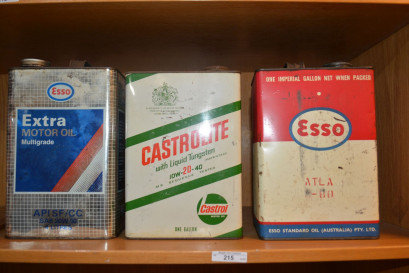 Esso
Extra
MOTOR OIL
Multigrade
API.SF/CC
CASTROLITE
with Liquid Tungsten
10W-20-40
Castrol
ONE GALLON
ONE IMPERIAL GALLON NET WHEN PACKED
Esso
ATLA
ESSO STANDARD OIL (AUSTRALIA) PTY. LTD.
215